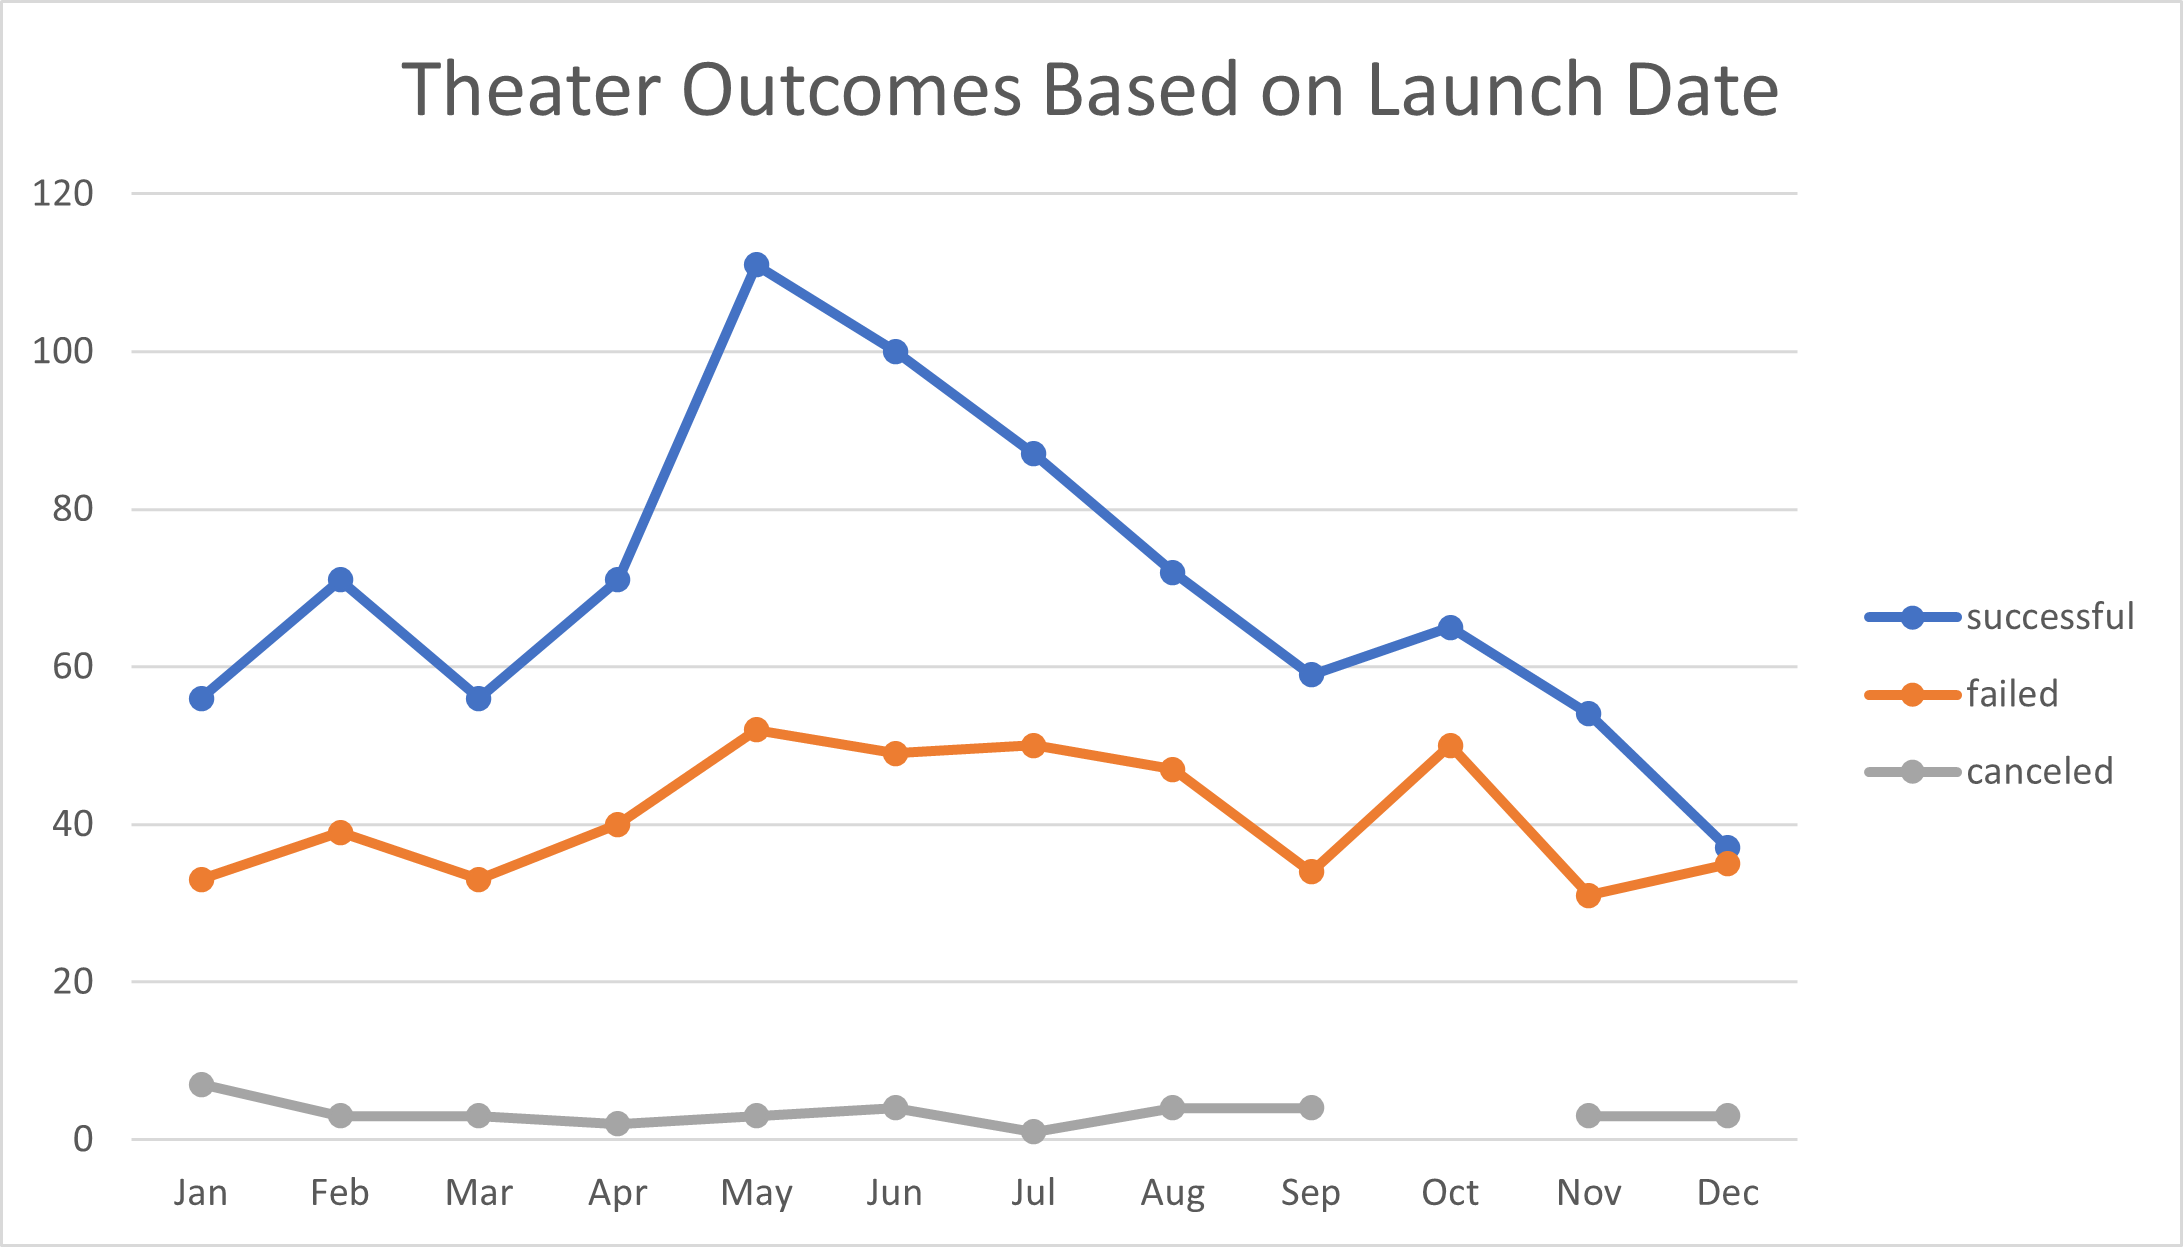 Theater Outcomes Based on Launch Date
120
100
80
60
40
20
0
Jan Feb Mar Apr May Jun Jul Aug Sep Oct Nov Dec
successful
failed
canceled